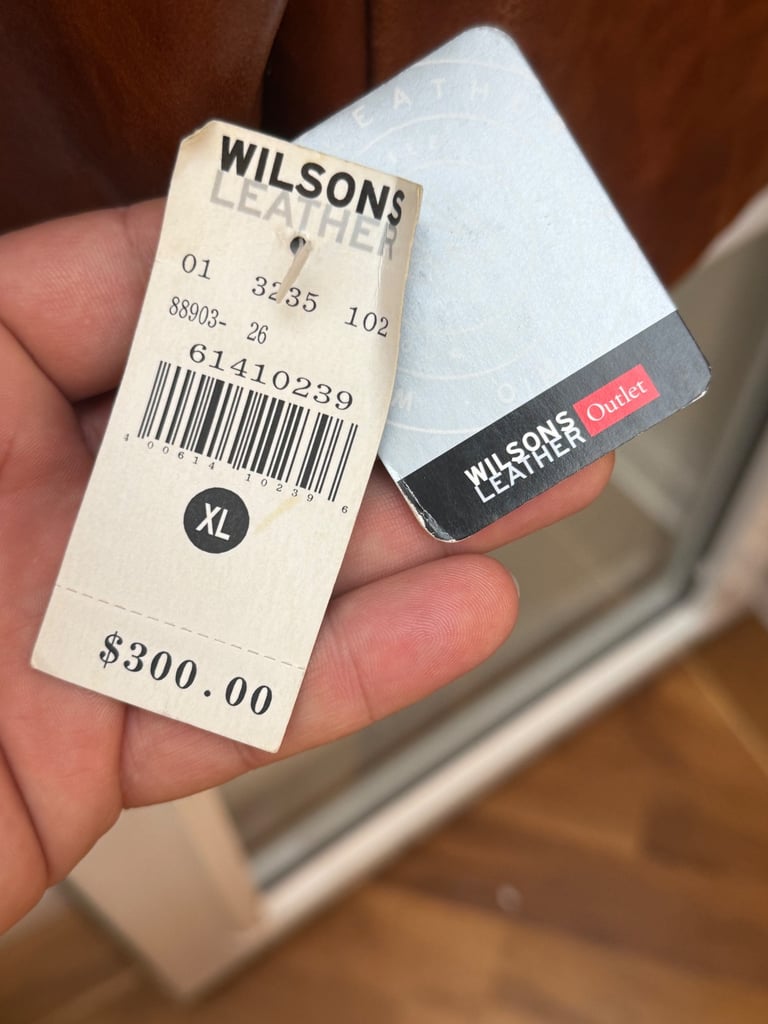 WILSONS
LEATHER
01 3235 102
88903- 26
61410239
4 00614 10239 6
XL
$300.00
WILSONS
LEATHER
Outlet